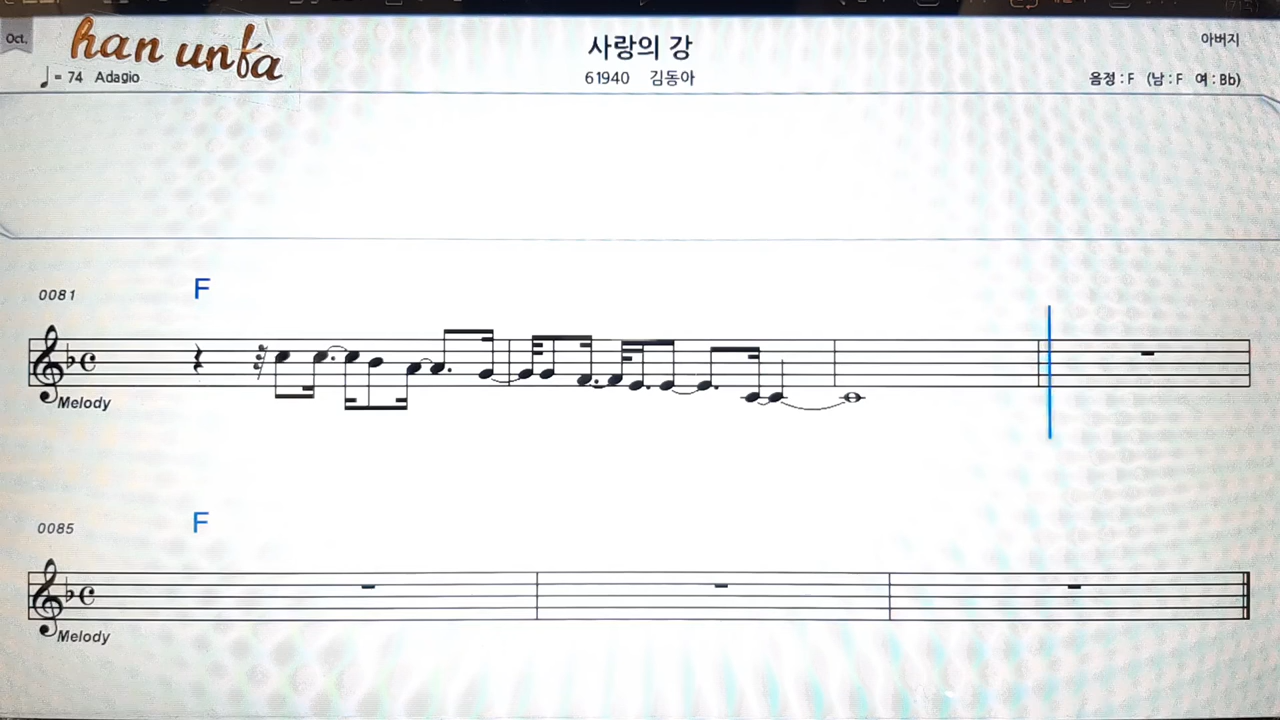 Oct.
han unfa
♩ = 74 Adagio
사랑의 강
61940 김동아
아버지
음정 : F (남 : F 여 : Bb)
0081
F
Melody
0085
F
Melody